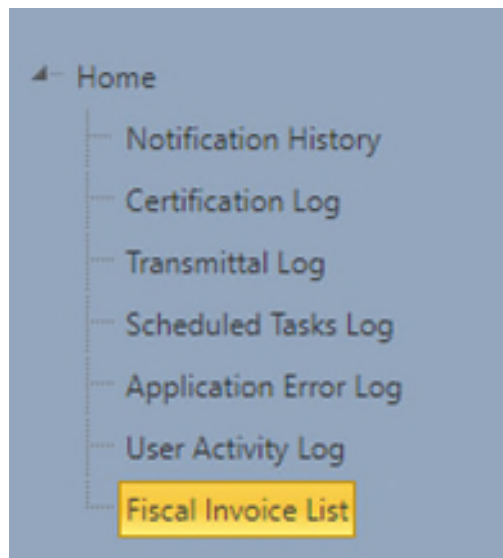 Home
Notification History
Certification Log
Transmittal Log
Scheduled Tasks Log
Application Error Log
User Activity Log
Fiscal Invoice List